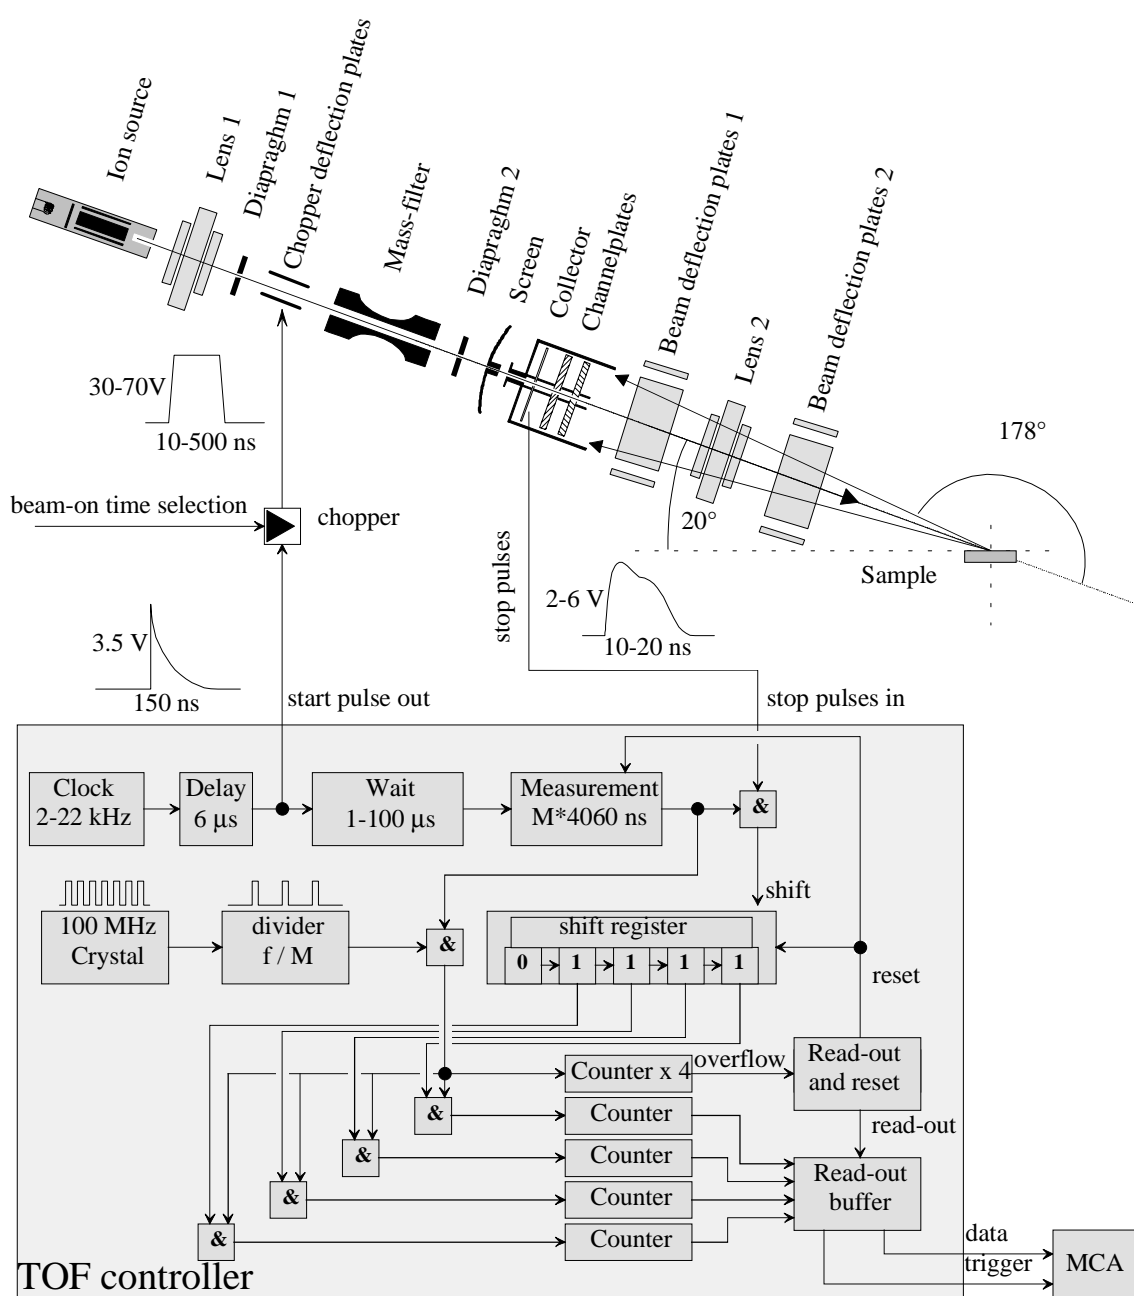 Ion source
Lens 1
Diapraghm 1
Chopper deflection plates
Mass-filter
Diapraghm 2
Screen
Collector
Channelplates
Beam deflection plates 1
Lens 2
Beam deflection plates 2
30-70V
10-500 ns
178°
beam-on time selection
chopper
20°
Sample
stop pulses
2-6 V
10-20 ns
3.5 V
150 ns
start pulse out
stop pulses in
Clock
2-22 kHz
Delay
6 µs
Wait
1-100 µs
Measurement
M*4060 ns
&
shift
100 MHz
Crystal
divider
f / M
&
shift register
0 1 1 1 1
reset
Counter x 4
overflow
Read-out
and reset
&
Counter
read-out
&
Counter
Read-out
buffer
&
Counter
&
Counter
data
trigger
MCA
TOF controller